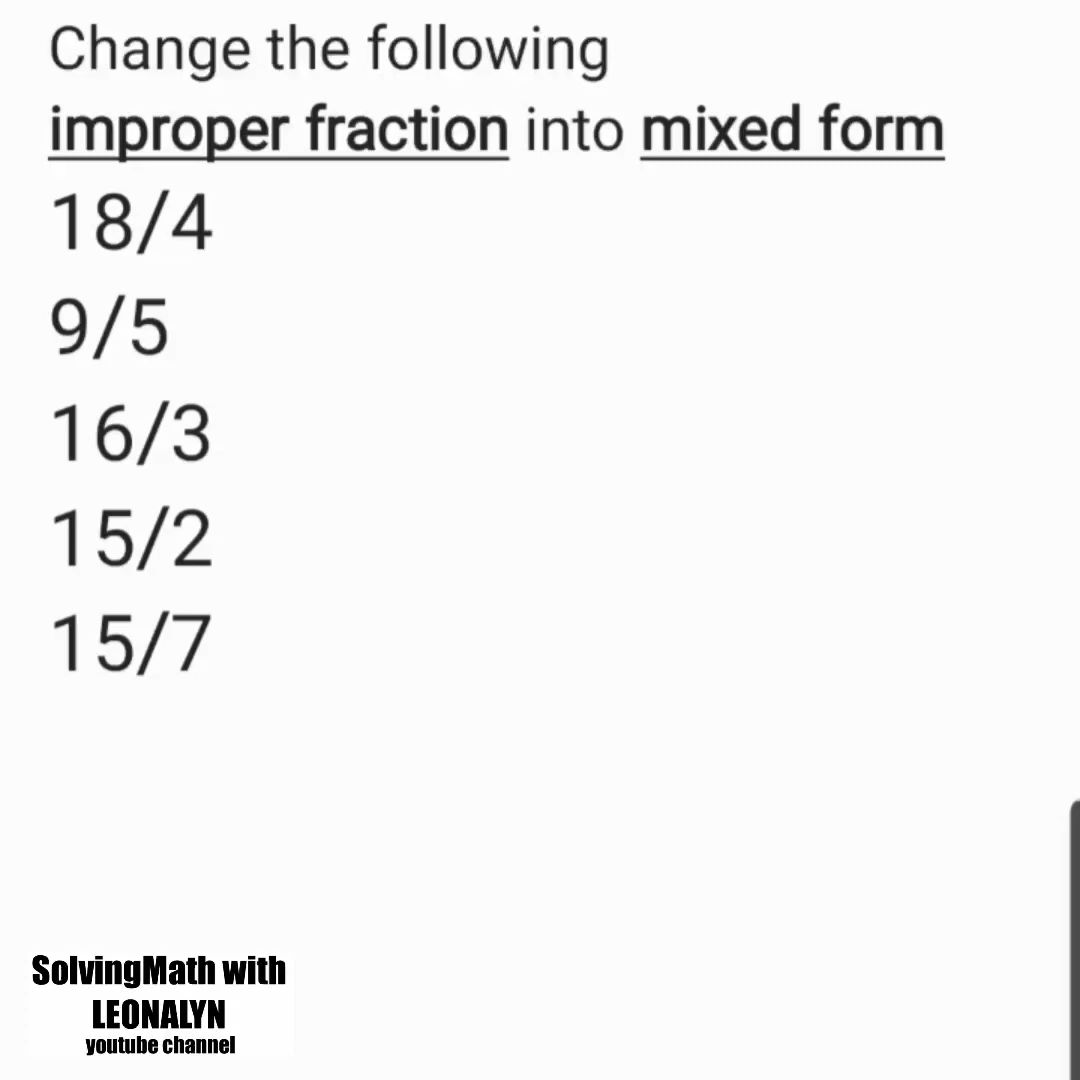 Change the following
improper fraction into mixed form
18/4
9/5
16/3
15/2
15/7
SolvingMath with
LEONALYN
youtube channel